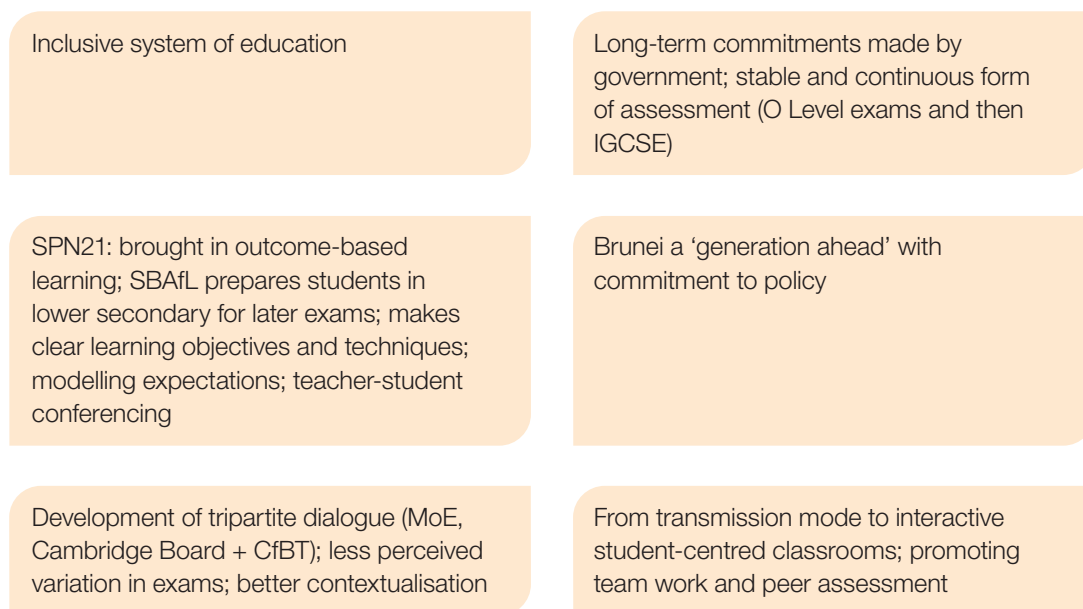 Inclusive system of education
Long-term commitments made by
government; stable and continuous form
of assessment (O Level exams and then
IGCSE)
SPN21: brought in outcome-based
learning; SBAfL prepares students in
lower secondary for later exams; makes
clear learning objectives and techniques;
modelling expectations; teacher-student
conferencing
Brunei a ‘generation ahead’ with
commitment to policy
Development of tripartite dialogue (MoE,
Cambridge Board + CfBT); less perceived
variation in exams; better contextualisation
From transmission mode to interactive
student-centred classrooms; promoting
team work and peer assessment